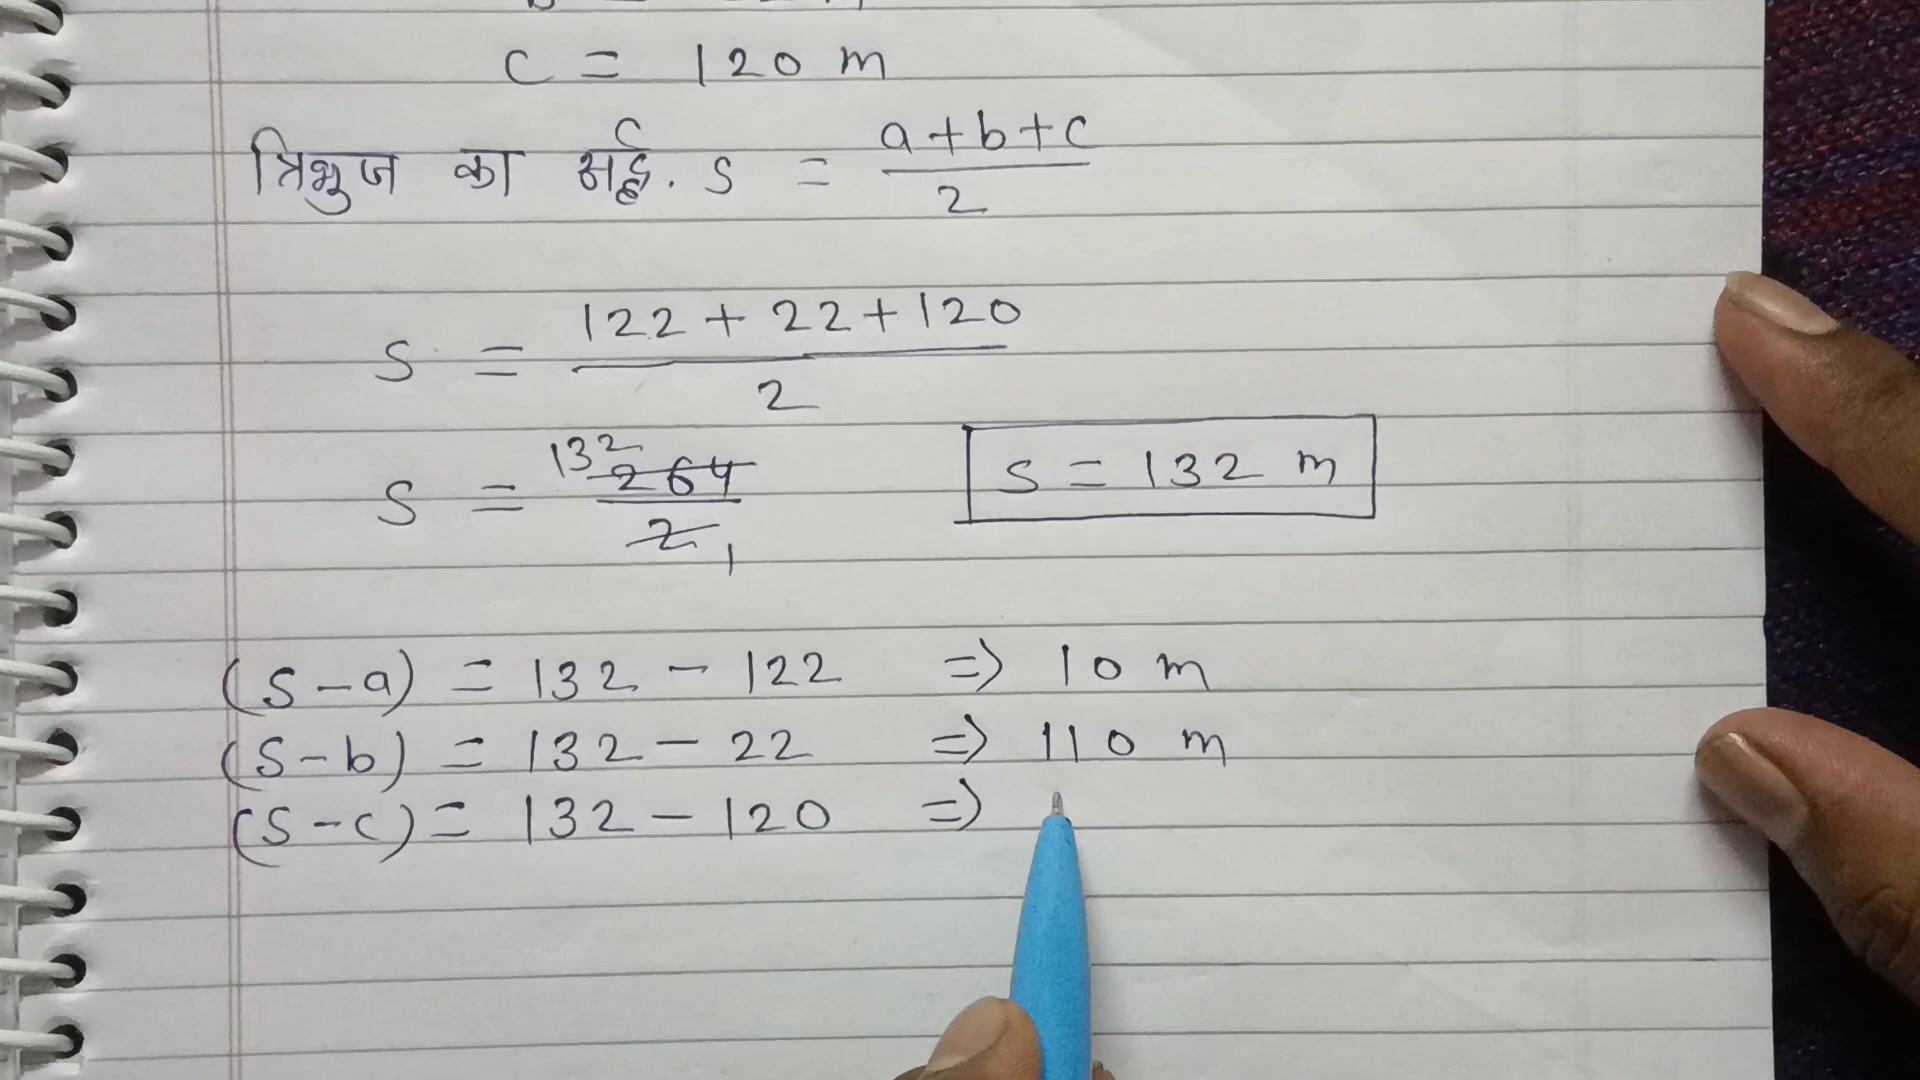 c = 120 m
त्रिभुज का अर्द्ध. s = a+b+c / 2
s = 122 + 22 + 120 / 2
132
s = 264 / 2 1
s = 132 m
(s-a) = 132 - 122 => 10 m
(s-b) = 132 - 22 => 110 m
(s-c) = 132 - 120 =>